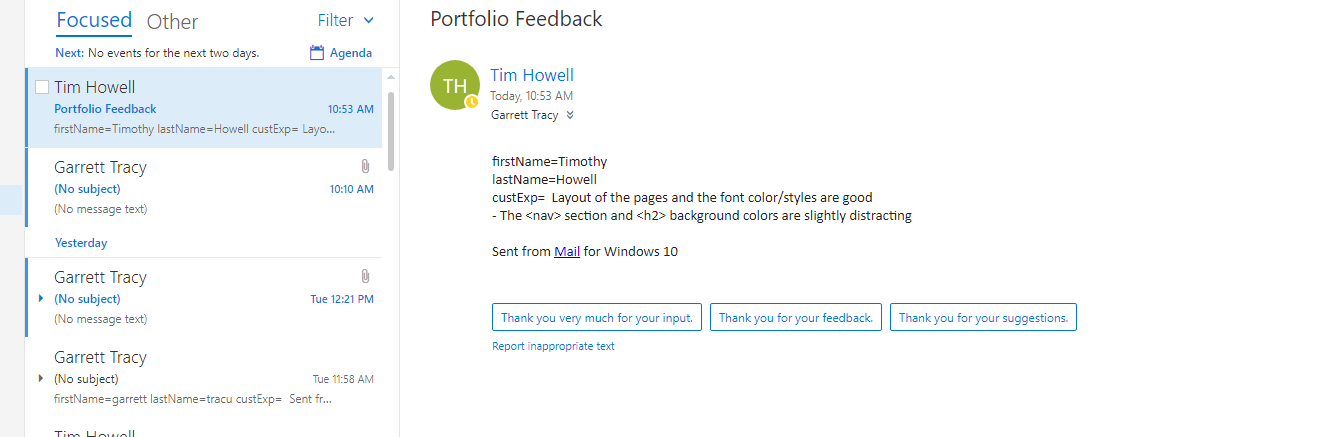 Focused Other Filter
Next: No events for the next two days. Agenda
Tim Howell
Portfolio Feedback 10:53 AM
firstName=Timothy lastName=Howell custExp= Layo...
Garrett Tracy
(No subject) 10:10 AM
(No message text)
Yesterday
Garrett Tracy
(No subject) Tue 12:21 PM
(No message text)
Garrett Tracy
(No subject) Tue 11:58 AM
firstName=garrett lastName=tracu custExp= Sent fr...
Tim Howell
Portfolio Feedback
TH
Tim Howell
Today, 10:53 AM
Garrett Tracy
firstName=Timothy
lastName=Howell
custExp= Layout of the pages and the font color/styles are good
- The <nav> section and <h2> background colors are slightly distracting
Sent from Mail for Windows 10
Thank you very much for your input. Thank you for your feedback. Thank you for your suggestions.
Report inappropriate text